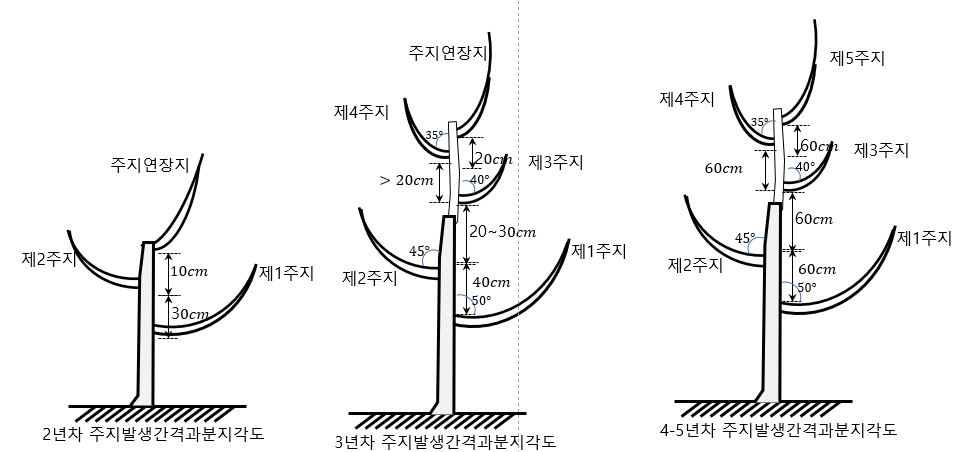 주지연장지
제2주지
10cm
제1주지
30cm
2년차 주지발생간격과분지각도
주지연장지
제4주지
35°
20cm
제3주지
> 20cm
40°
20~30cm
45°
제1주지
제2주지
40cm
50°
3년차 주지발생간격과분지각도
제5주지
제4주지
35°
60cm
제3주지
60cm
40°
60cm
45°
제1주지
제2주지
60cm
50°
4-5년차 주지발생간격과분지각도